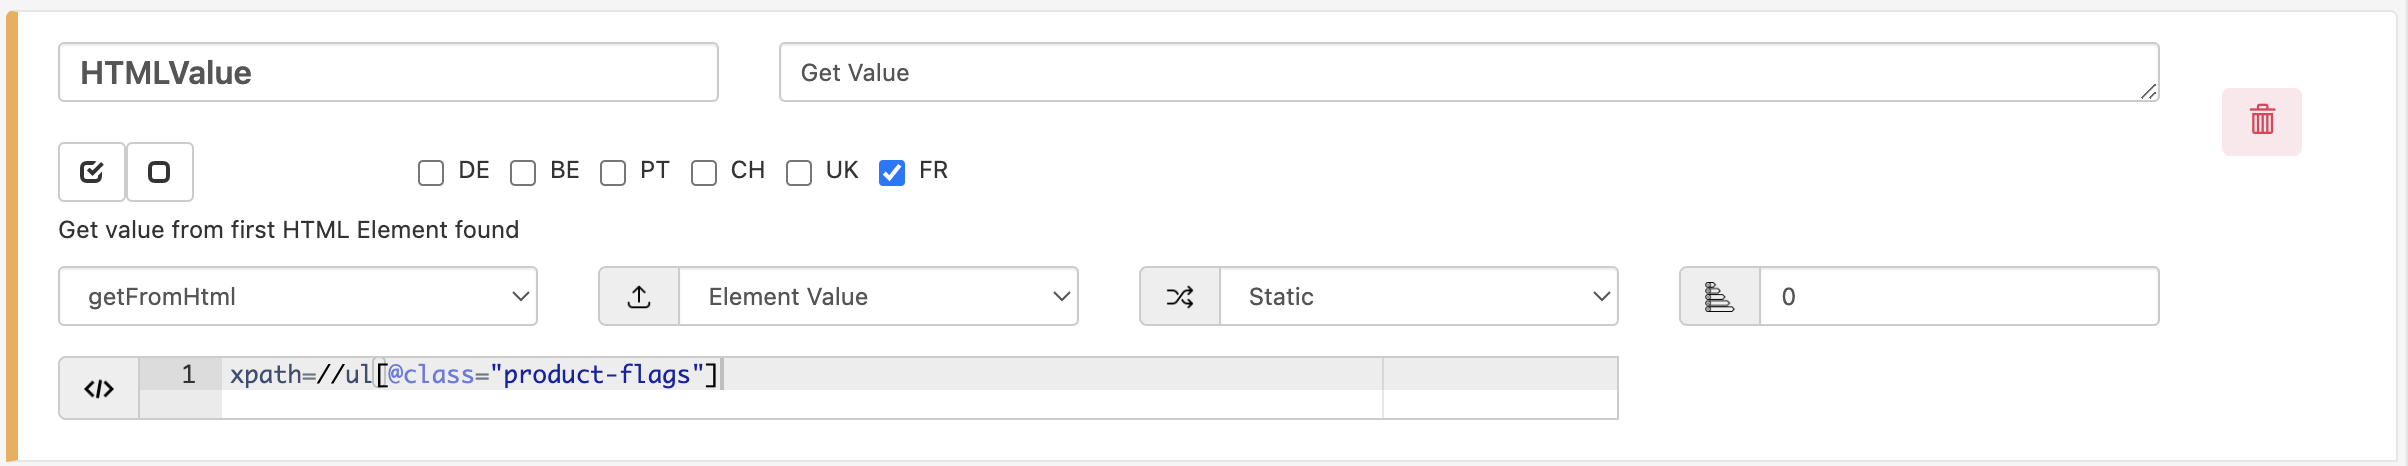 HTMLValue
Get Value
DE BE PT CH UK FR
Get value from first HTML Element found
getFromHtml Element Value Static 0
1 xpath=//ul[@class="product-flags"]